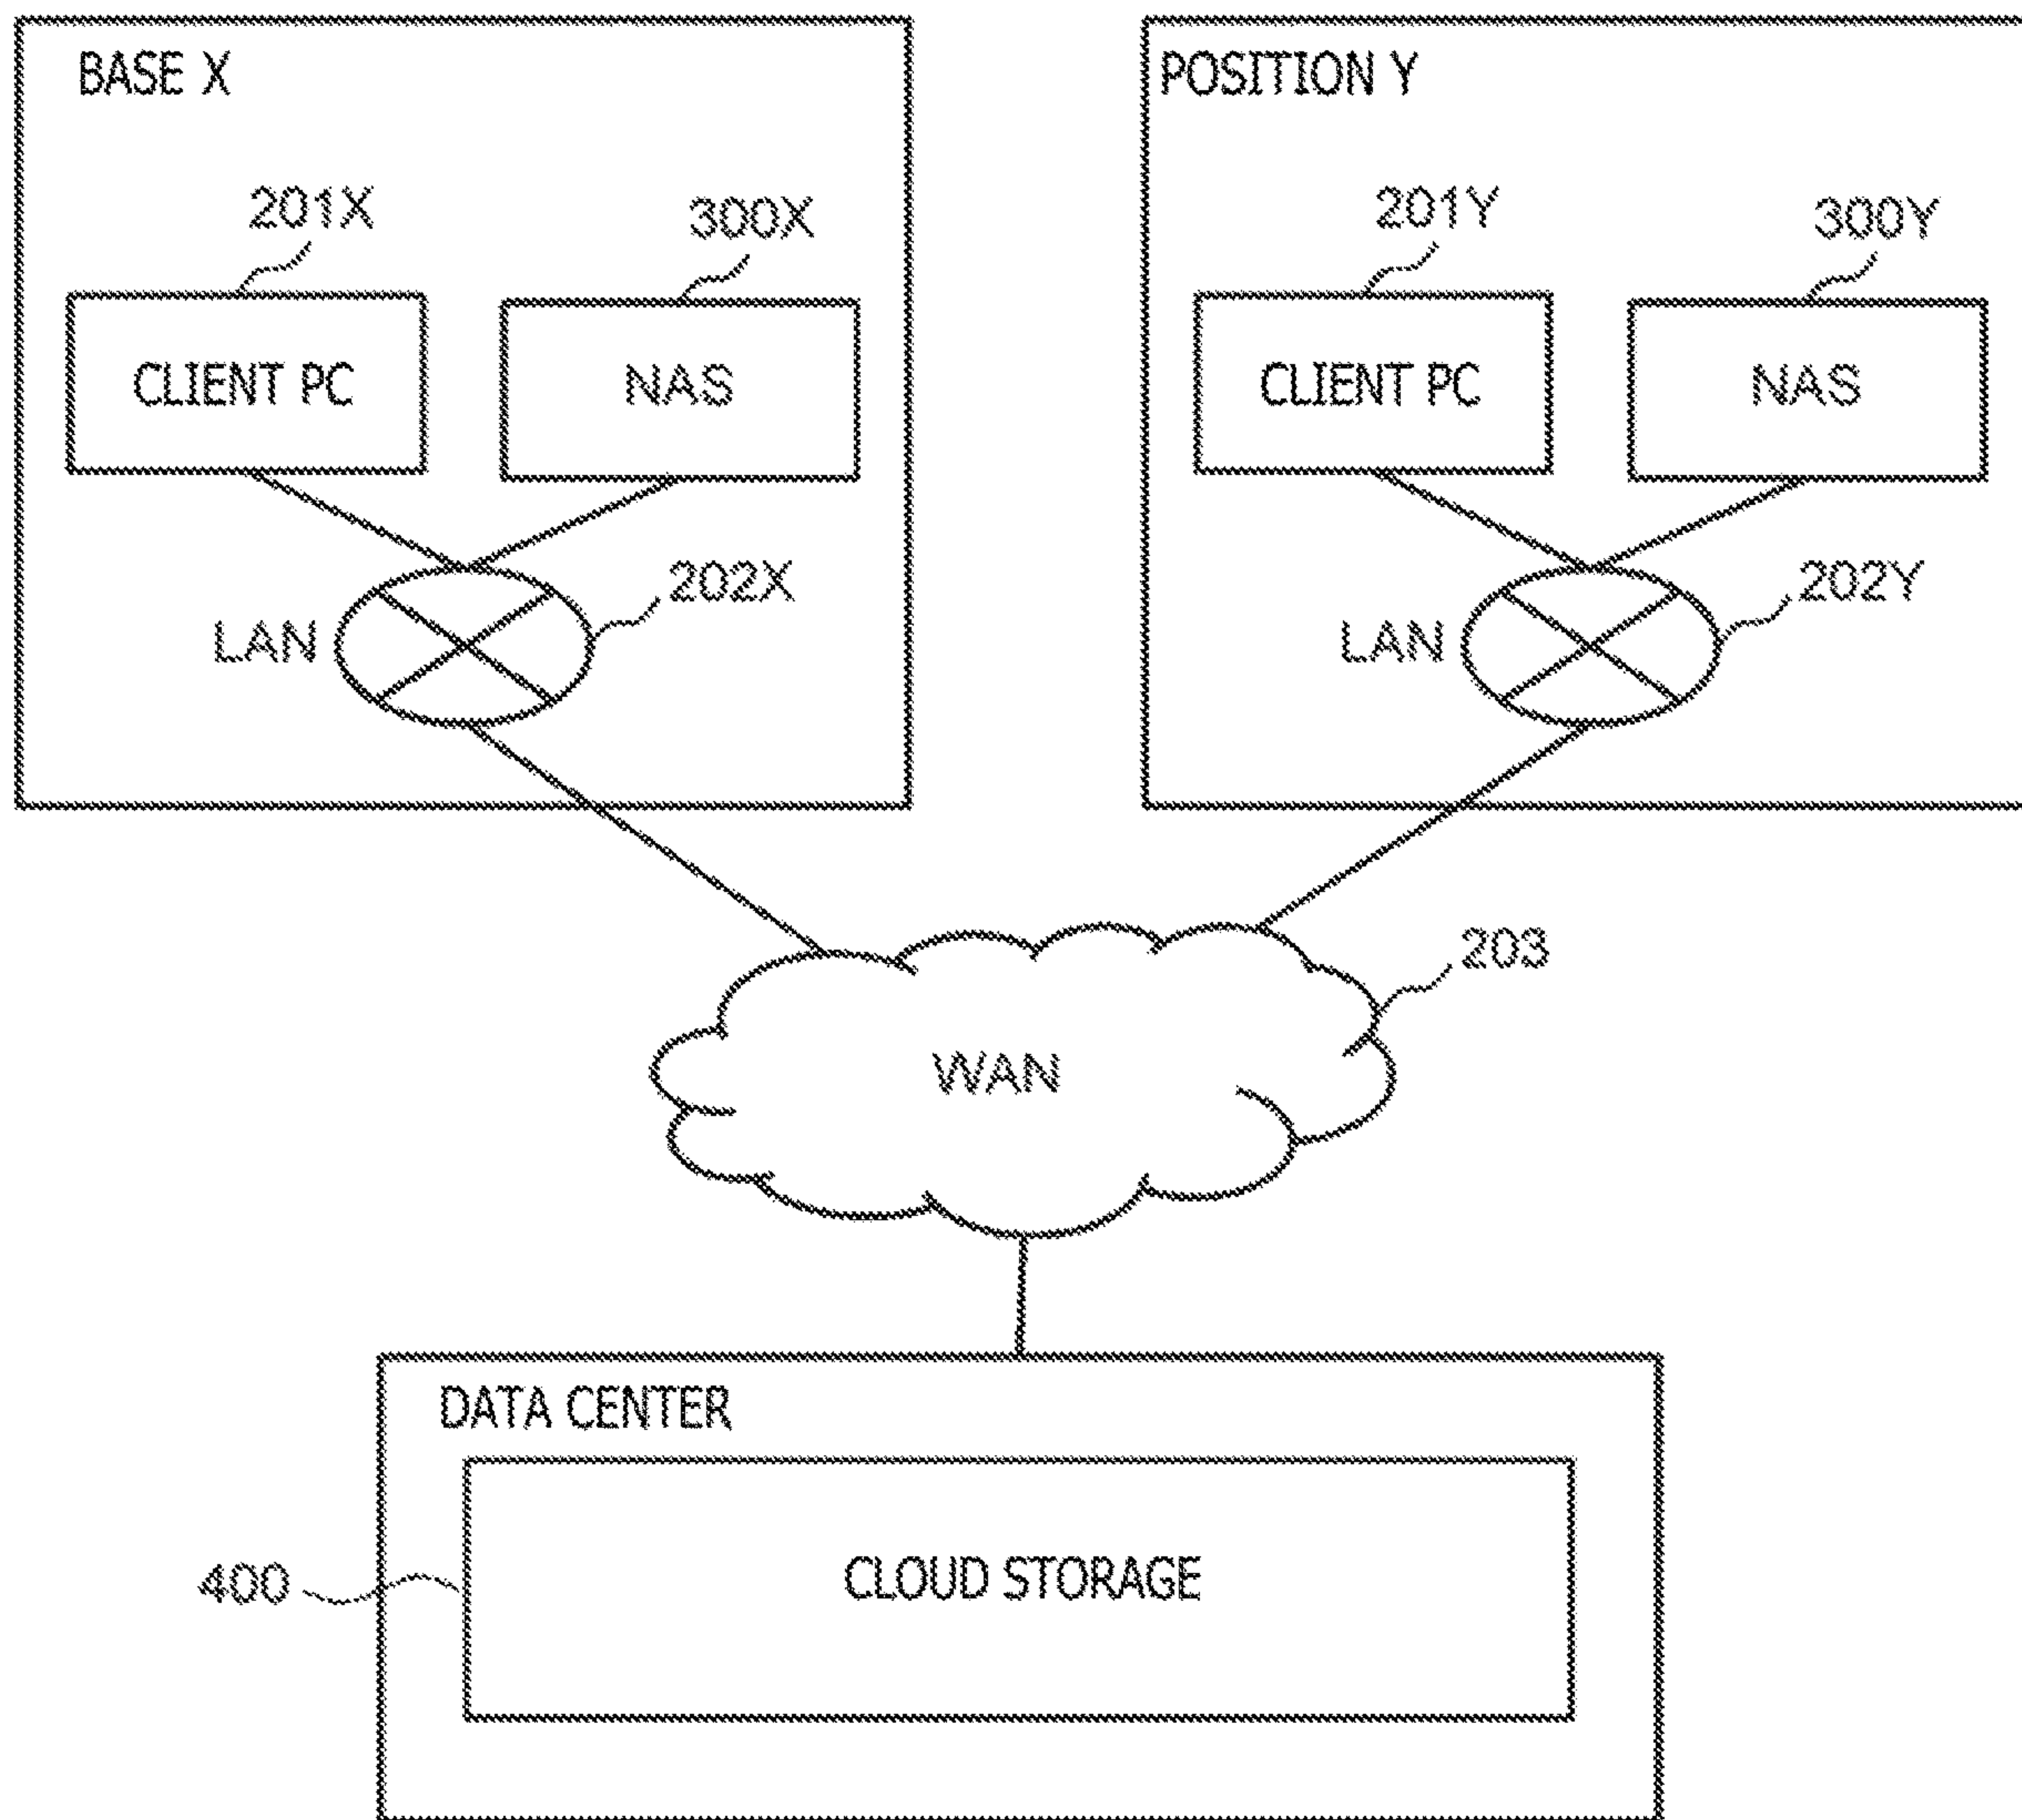 BASE X
201X
300X
CLIENT PC
NAS
LAN
202X
POSITION Y
201Y
300Y
CLIENT PC
NAS
LAN
202Y
203
WAN
DATA CENTER
400
CLOUD STORAGE